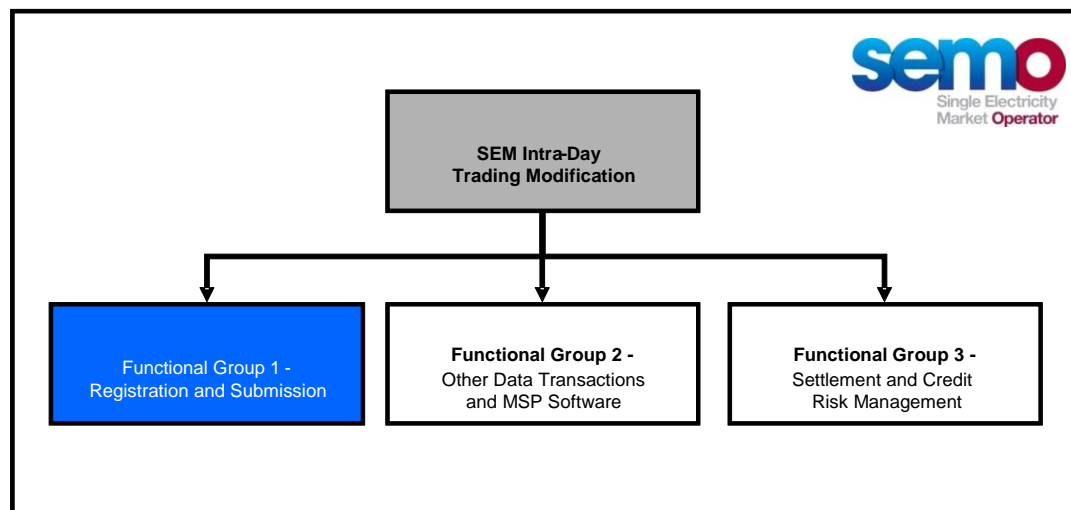 semo
Single Electricity
Market Operator
SEM Intra-Day
Trading Modification
Functional Group 1 -
Registration and Submission
Functional Group 2 -
Other Data Transactions
and MSP Software
Functional Group 3 -
Settlement and Credit
Risk Management